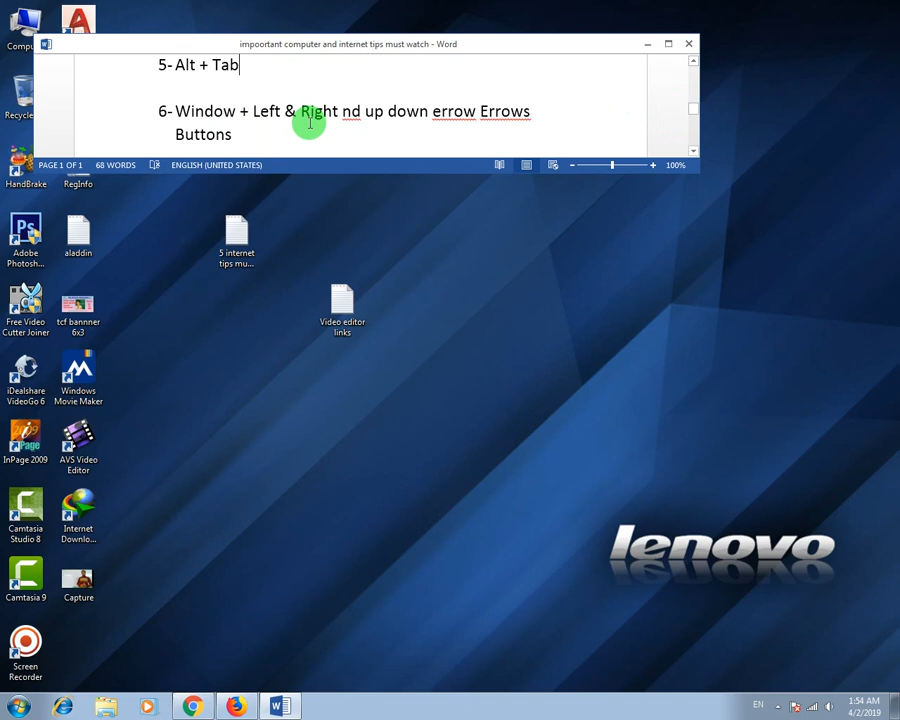 Compu
impoortant computer and internet tips must watch - Word
5- Alt + Tab
6- Window + Left & Right nd up down errow Errows
Buttons
PAGE 1 OF 1
68 WORDS
ENGLISH (UNITED STATES)
100%
Recycle
HandBrake
RegInfo
Ps
Adobe
Photosh...
aladdin
5 internet
tips mu...
Free Video
Cutter Joiner
tcf bannner
6x3
Video editor
links
iDealshare
VideoGo 6
Windows
Movie Maker
InPage 2009
AVS Video
Editor
Camtasia
Studio 8
Internet
Downlo...
Camtasia 9
Capture
Screen
Recorder
lenovo
EN
1:54 AM
4/2/2019